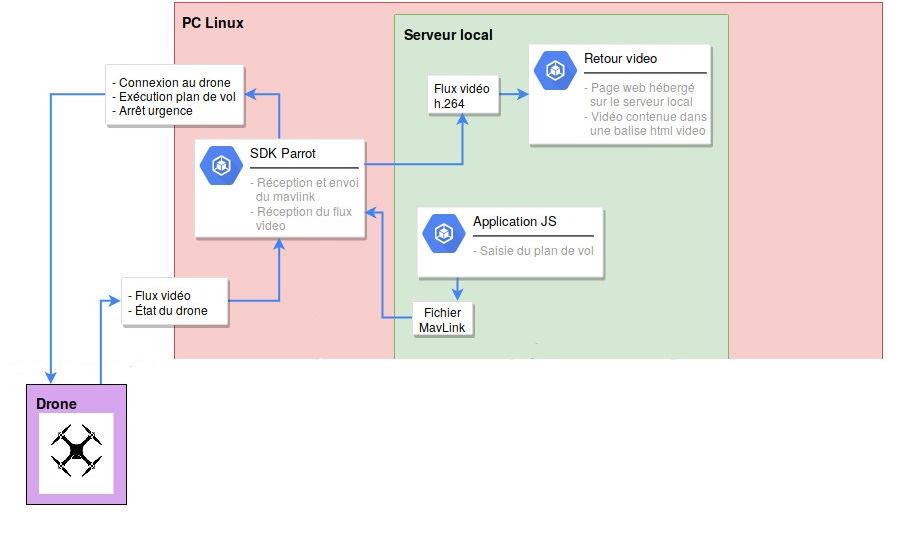 PC Linux
Serveur local
- Connexion au drone
- Exécution plan de vol
- Arrêt urgence
Flux vidéo
h.264
Retour video
- Page web hébergé
sur le serveur local
- Vidéo contenue dans
une balise html video
SDK Parrot
- Réception et envoi
du mavlink
- Réception du flux
video
Application JS
- Saisie du plan de vol
- Flux vidéo
- État du drone
Fichier
MavLink
Drone